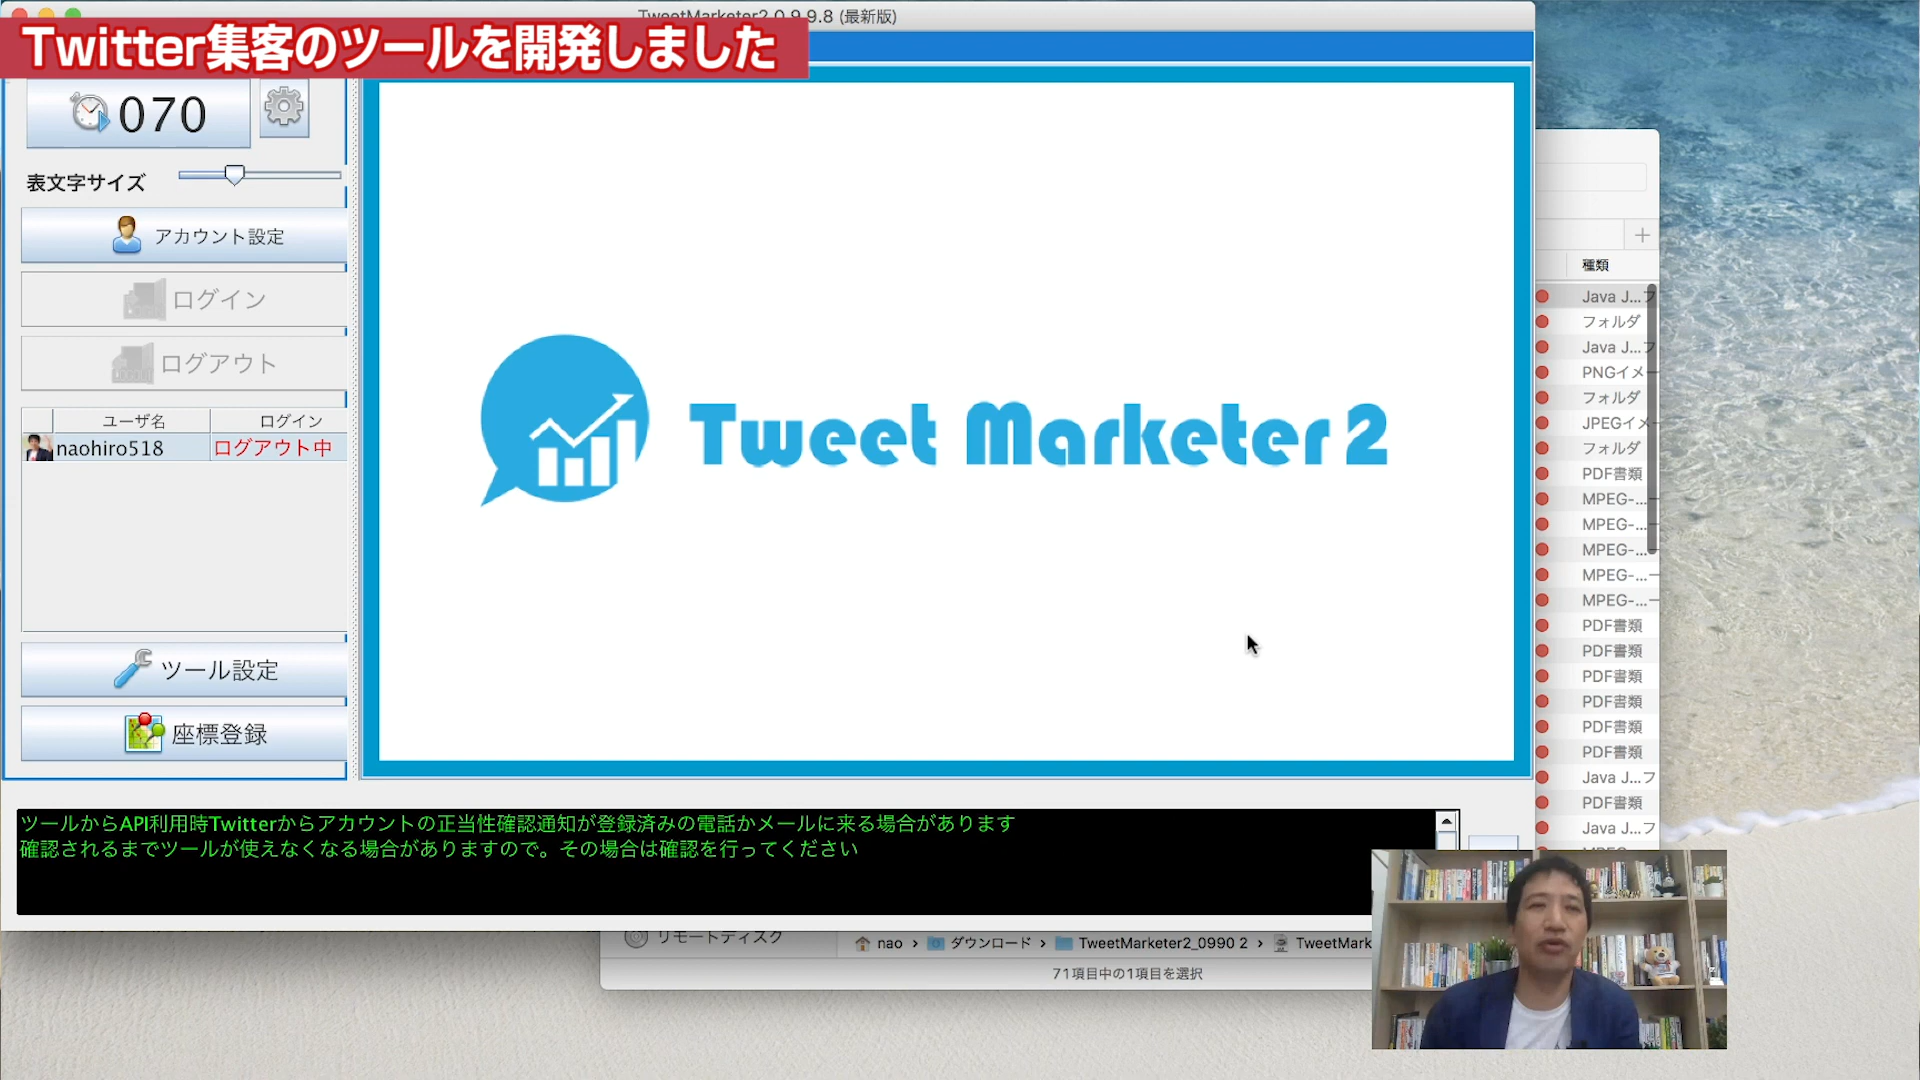 TweetMarketer2 0.9.9.8 (最新版)
Twitter集客のツールを開発しました
070
表文字サイズ
アカウント設定
ログイン
ログアウト
ユーザ名 ログイン
naohiro518 ログアウト中
ツール設定
座標登録
Tweet Marketer 2
ツールからAPI利用時Twitterからアカウントの正当性確認通知が登録済みの電話かメールに来る場合があります
確認されるまでツールが使えなくなる場合がありますので。その場合は確認を行ってください
種類
Java J...フ
フォルダ
Java J...フ
PNGイメー
フォルダ
JPEGイメー
フォルダ
PDF書類
MPEG-...ー
MPEG-...ー
MPEG-...ー
MPEG-...ー
MPEG-...ー
PDF書類
PDF書類
PDF書類
PDF書類
PDF書類
PDF書類
Java J...フ
PDF書類
Java J...フ
リモートディスク
nao › ダウンロード › TweetMarketer2_0990 2 › TweetMark
71項目中の1項目を選択